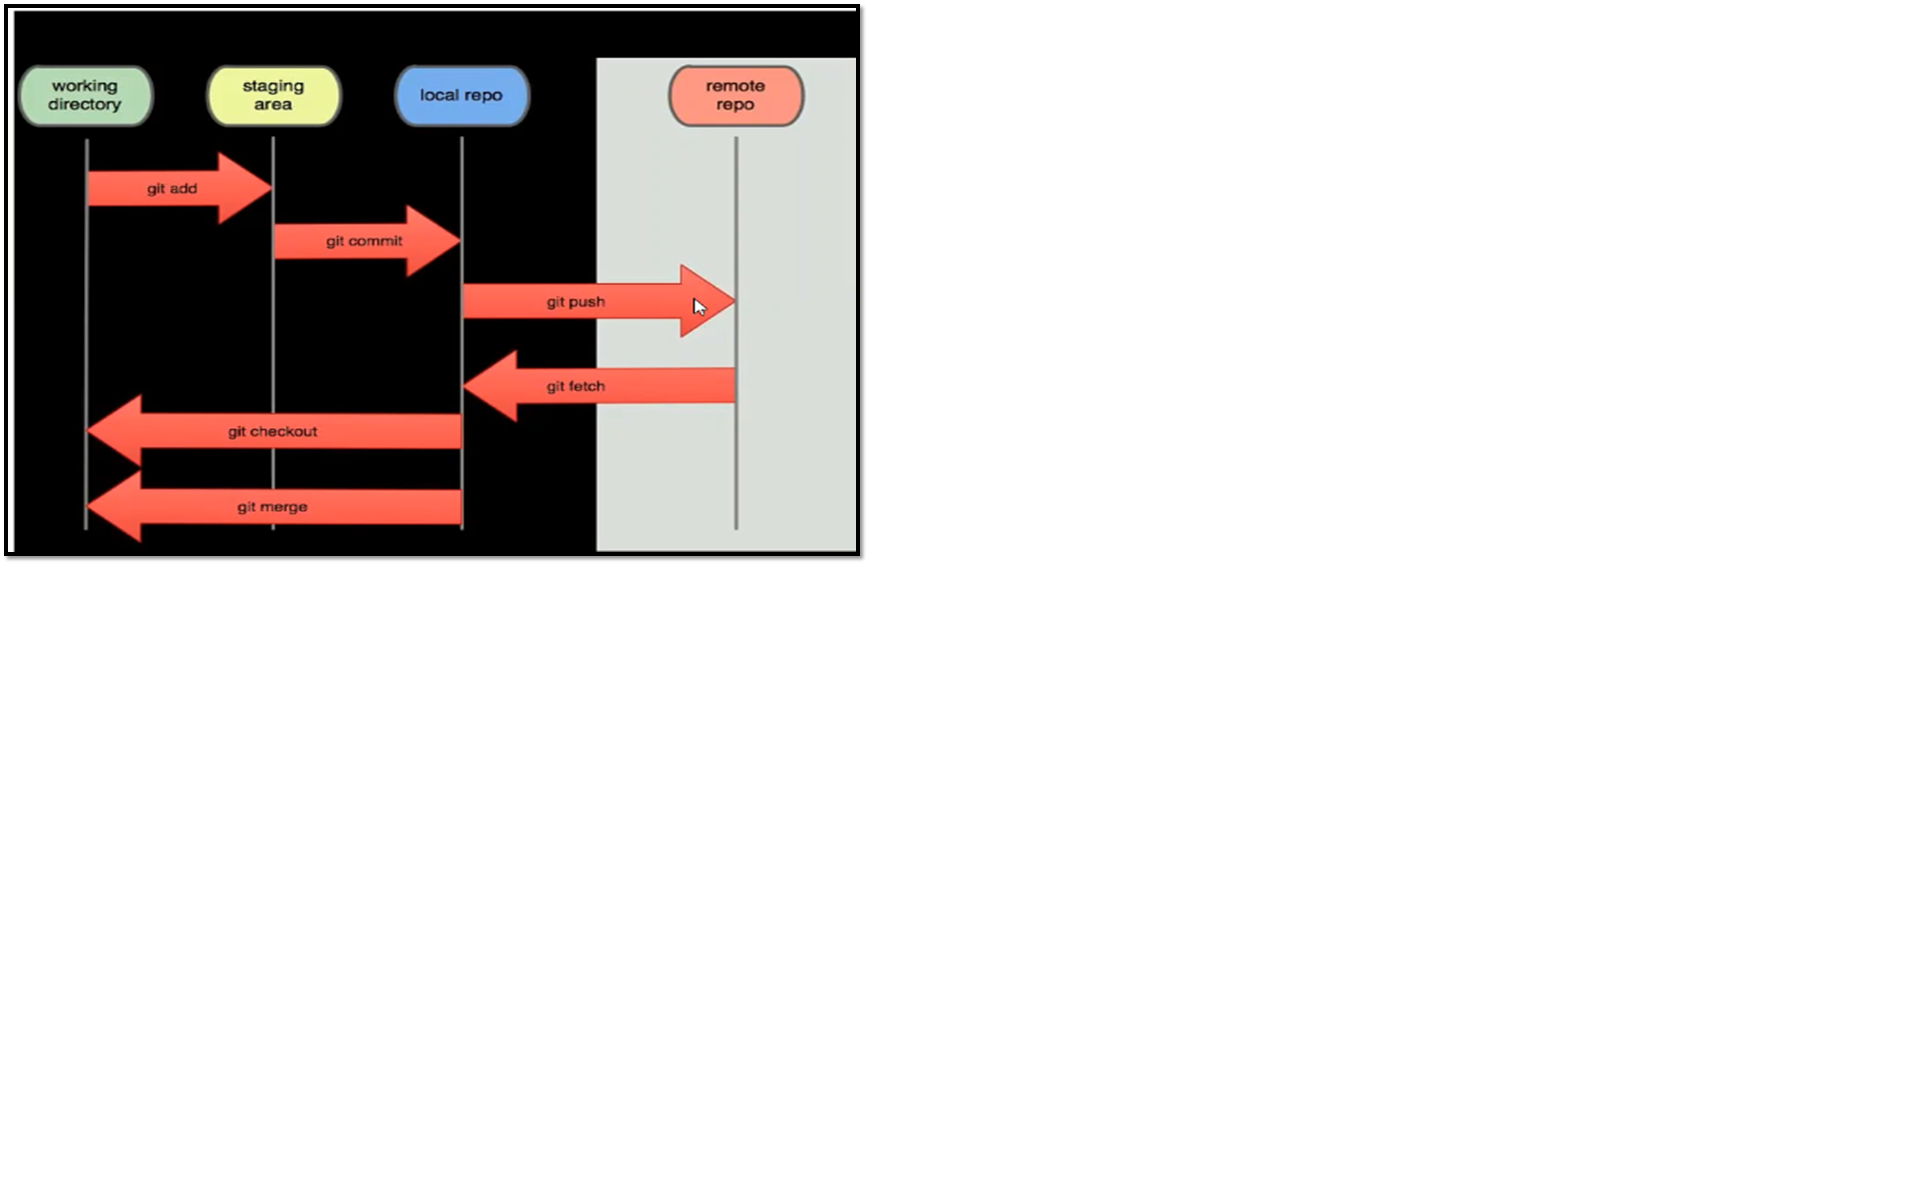 working
directory
staging
area
local repo
remote
repo
git add
git commit
git push
git fetch
git checkout
git merge